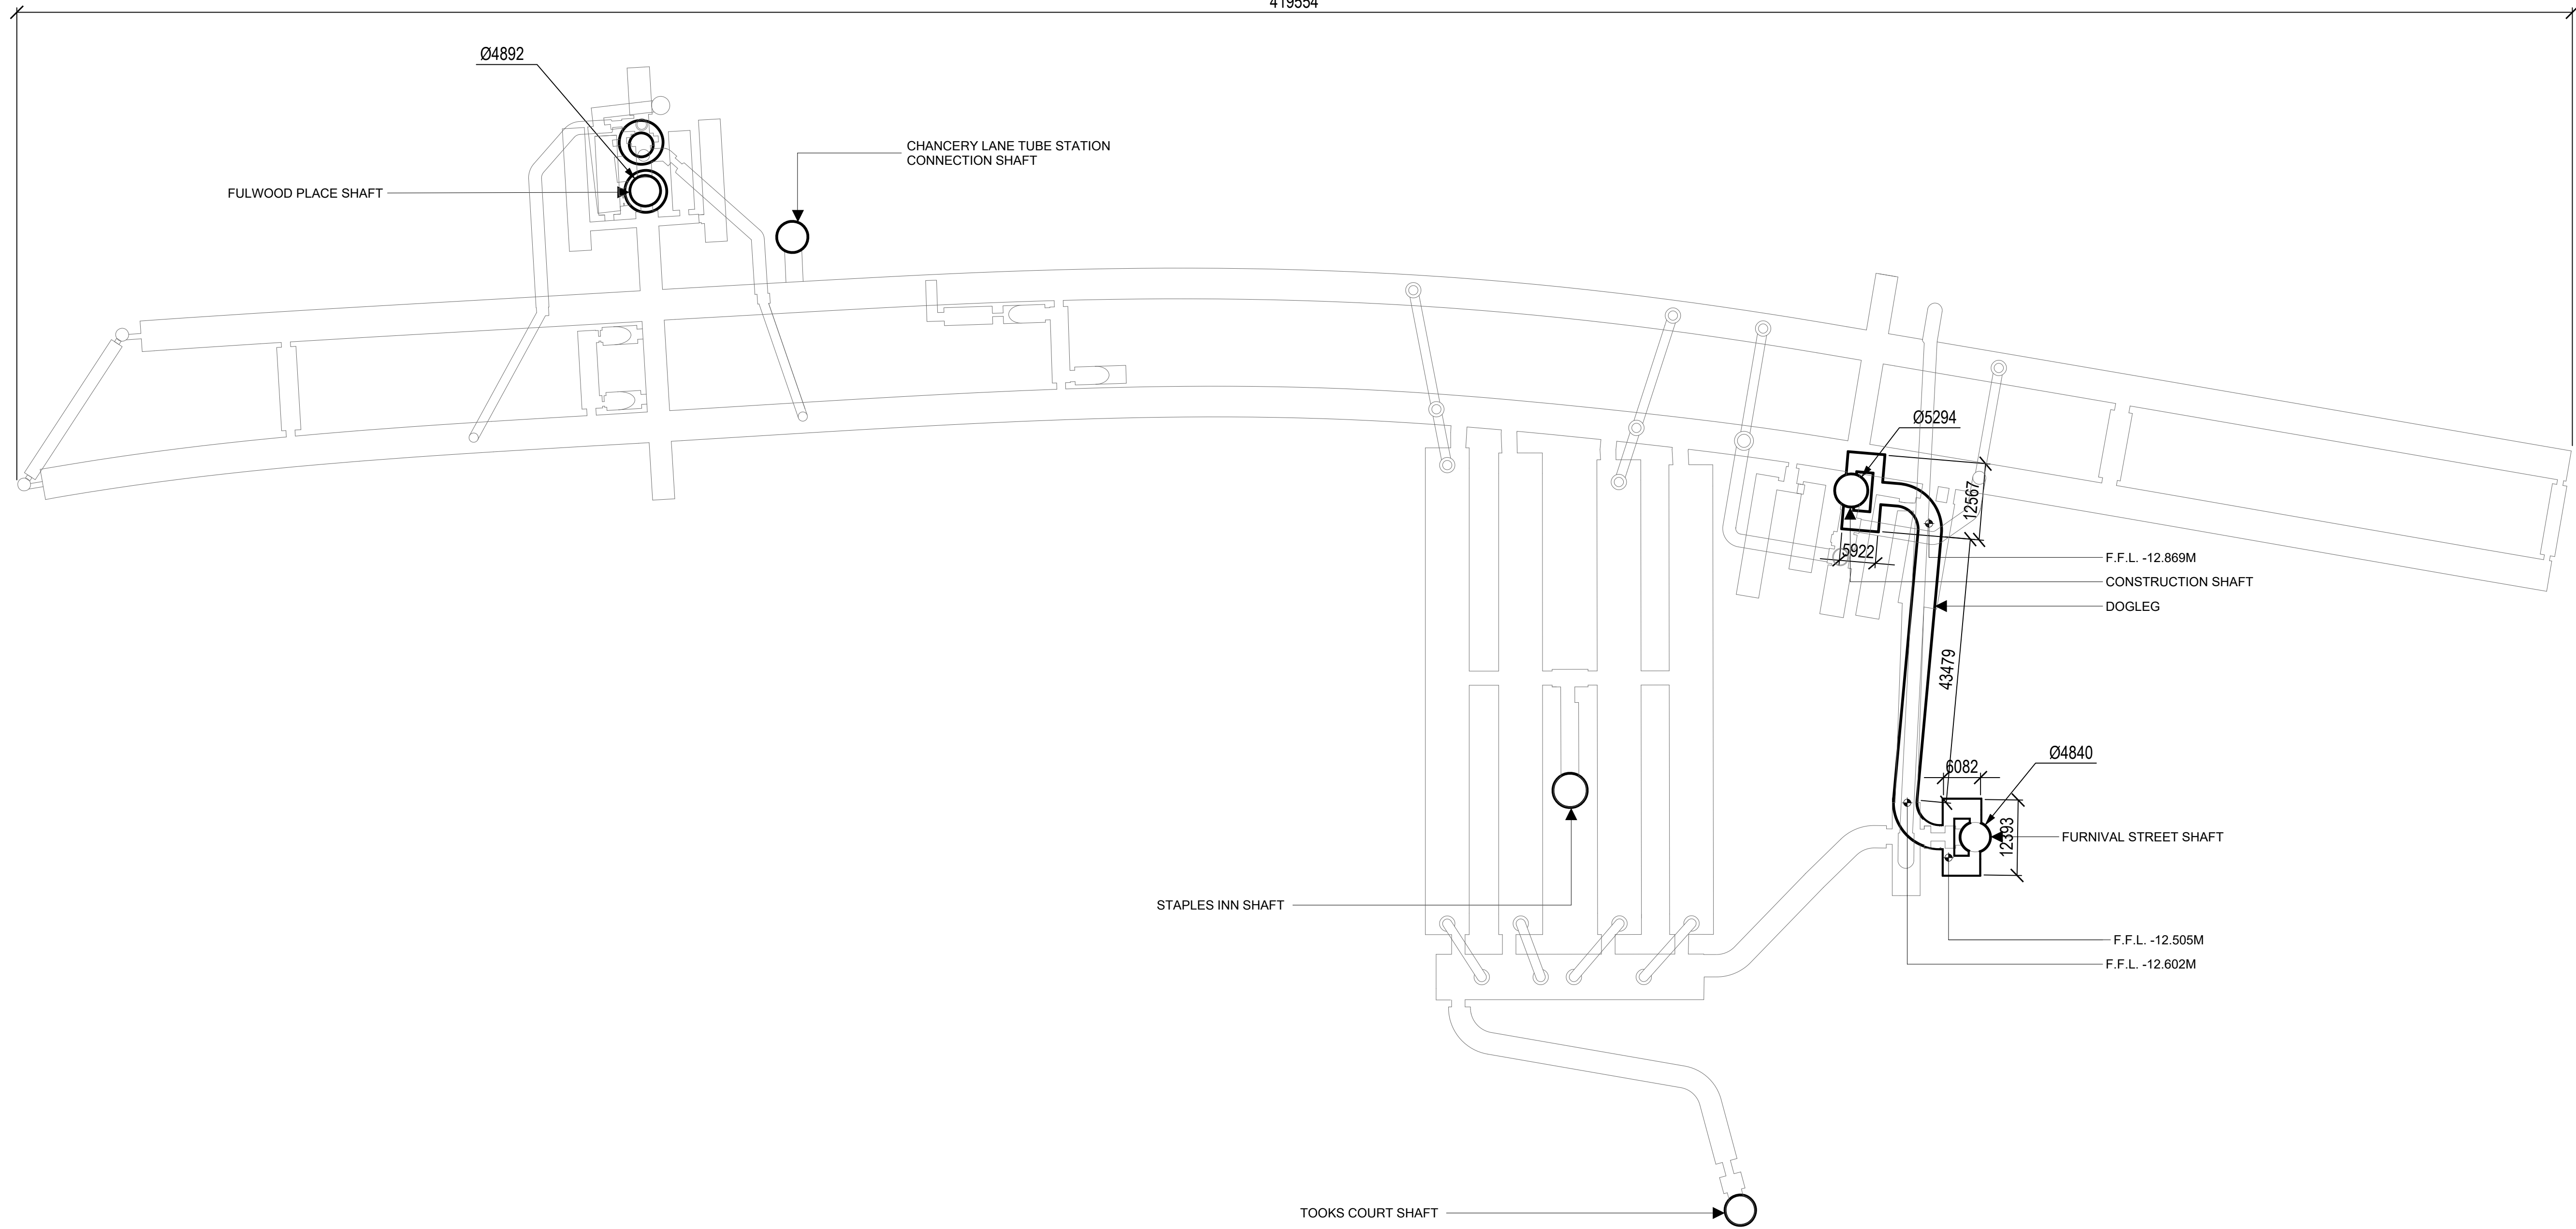 419554
Ø4892
CHANCERY LANE TUBE STATION
CONNECTION SHAFT
FULWOOD PLACE SHAFT
Ø5294
12567
5922
F.F.L. -12.869M
CONSTRUCTION SHAFT
DOGLEG
43479
Ø4840
6082
12393
FURNIVAL STREET SHAFT
STAPLES INN SHAFT
F.F.L. -12.505M
F.F.L. -12.602M
TOOKS COURT SHAFT